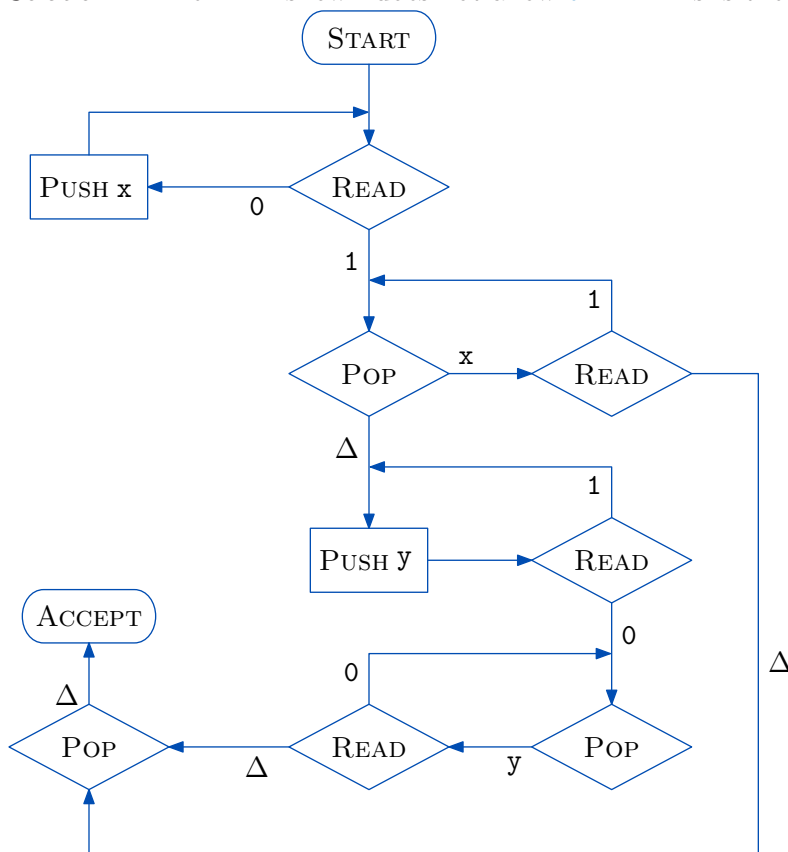 START
PUSH x
READ
0
1
1
POP
x
READ
Δ
1
PUSH y
READ
ACCEPT
0
Δ
0
Δ
POP
READ
POP
Δ
y